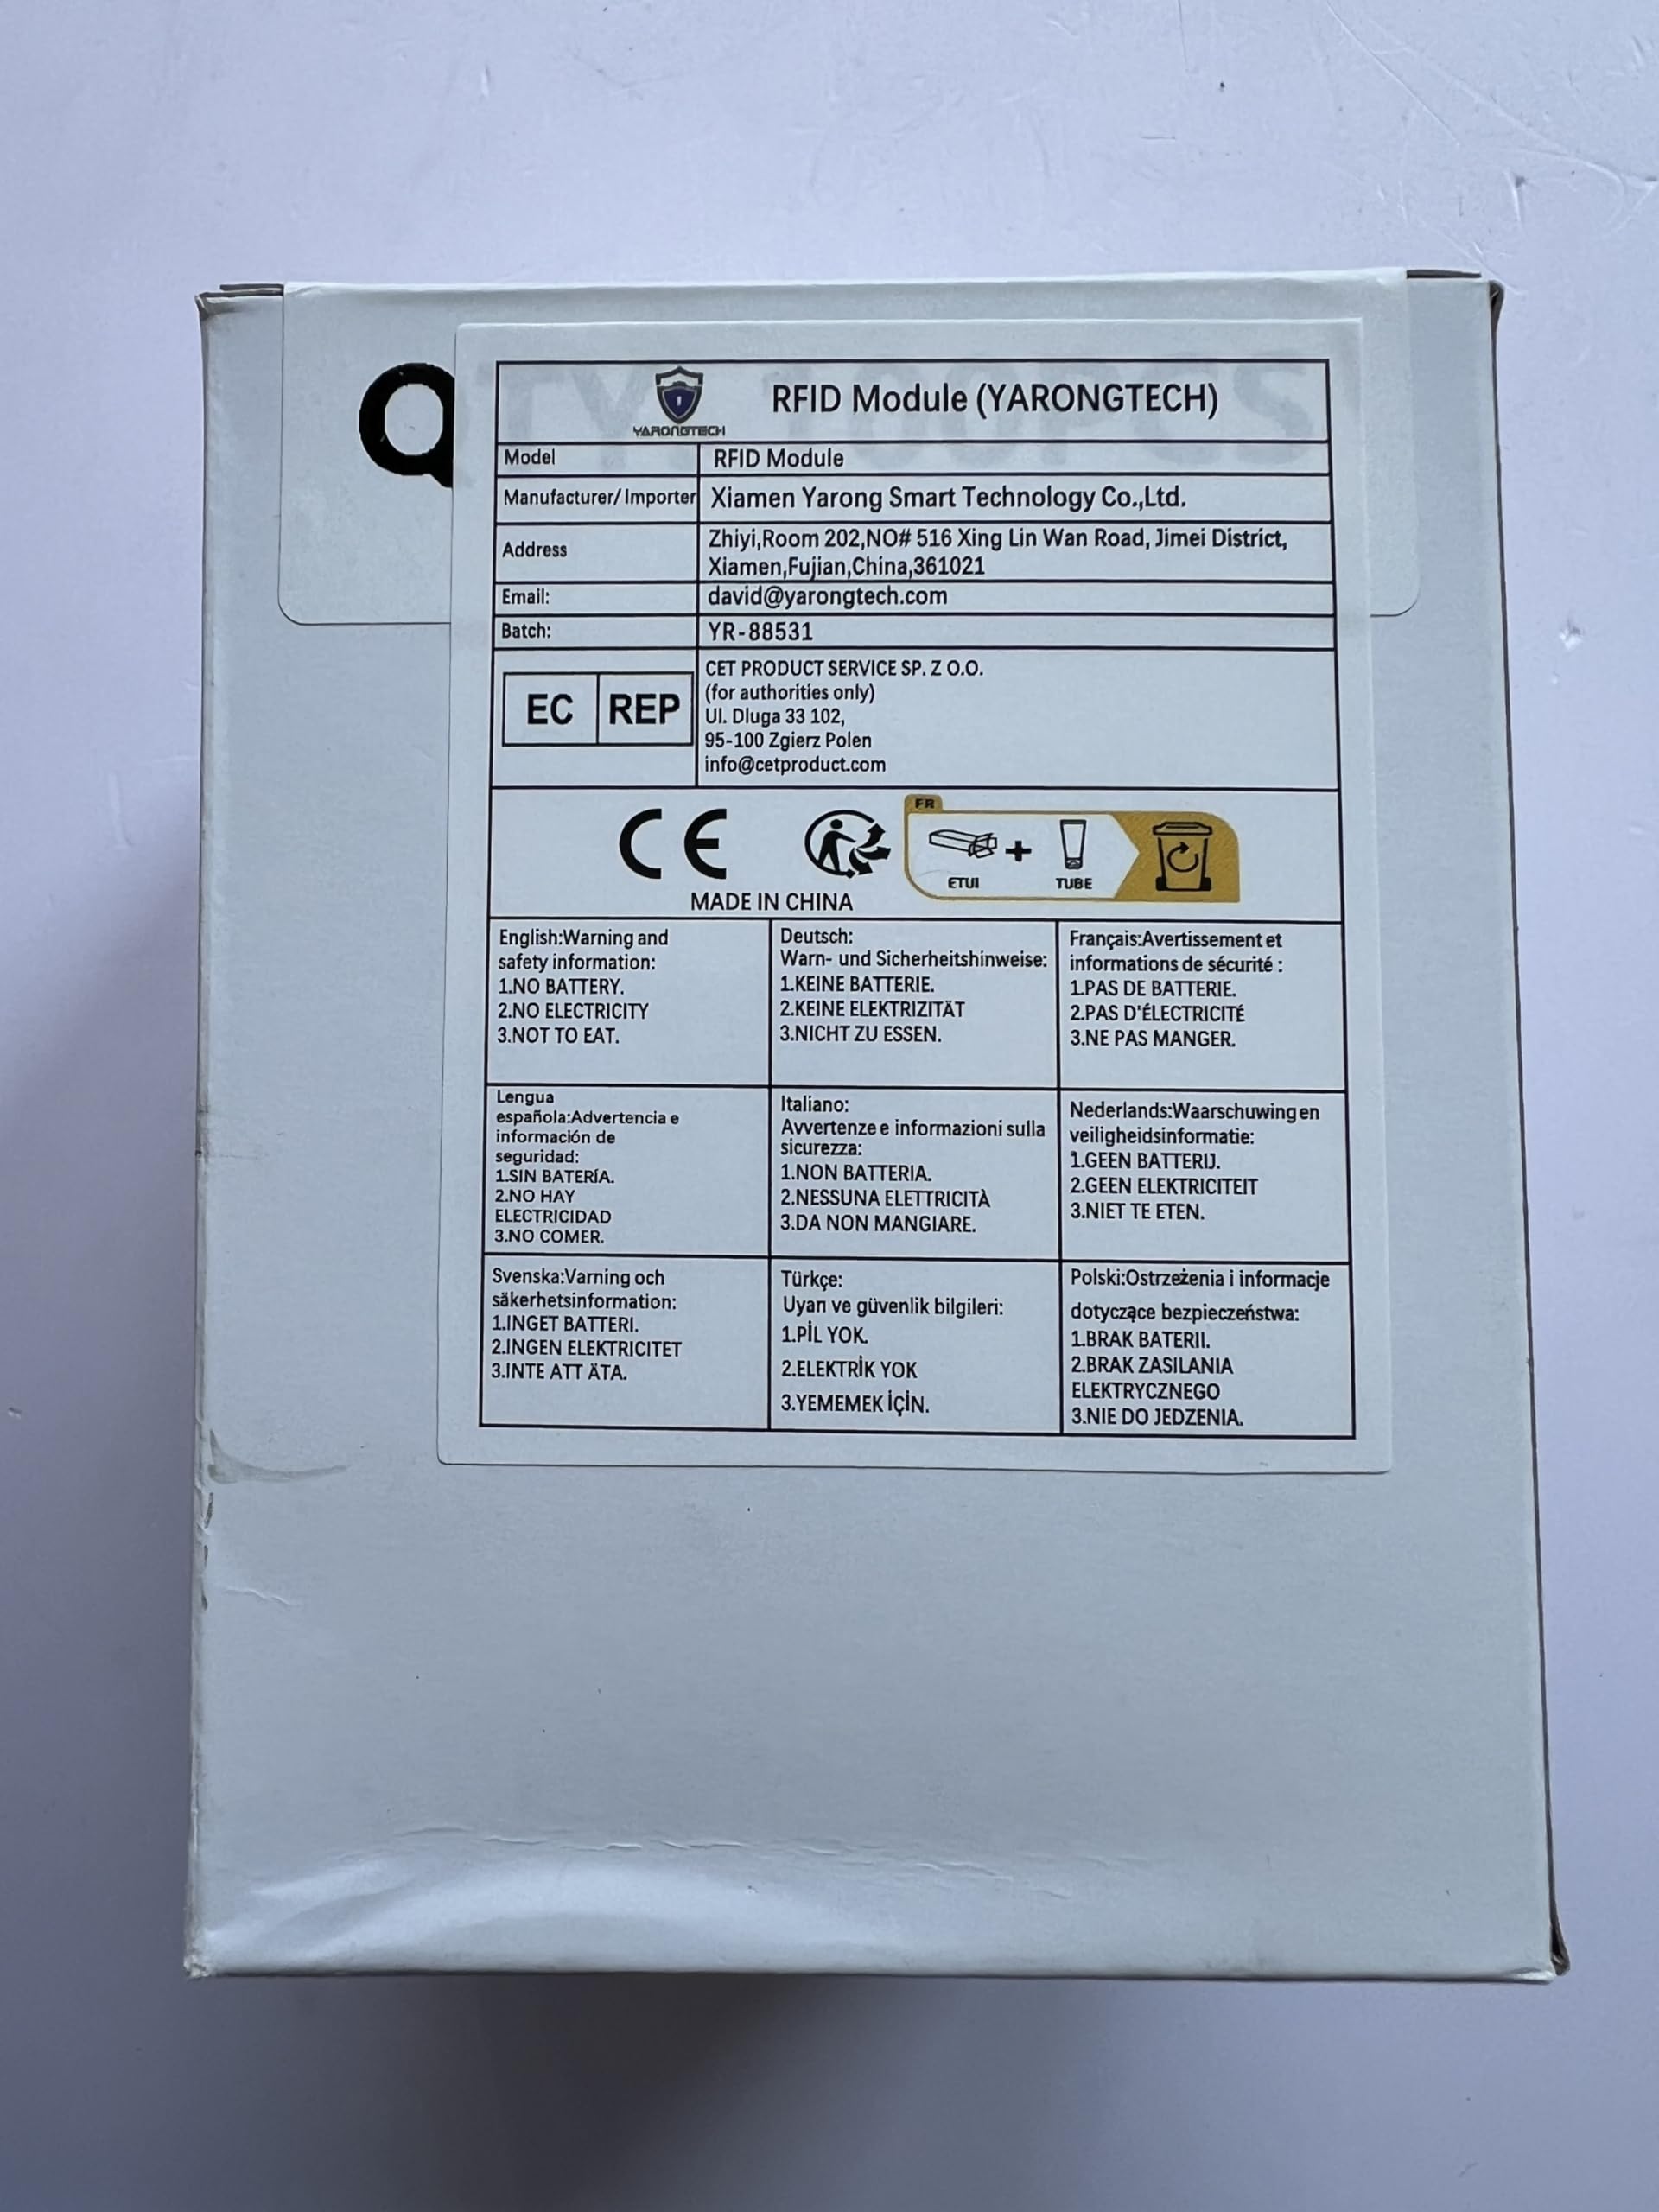 QTY: 100PCS
YARONGTECH
RFID Module (YARONGTECH)
Model
RFID Module
Manufacturer/ Importer
Xiamen Yarong Smart Technology Co.,Ltd.
Address
Zhiyi,Room 202,NO# 516 Xing Lin Wan Road, Jimei District,
Xiamen,Fujian,China,361021
Email:
david@yarongtech.com
Batch:
YR-88531
EC REP
CET PRODUCT SERVICE SP. Z O.O.
(for authorities only)
Ul. Dluga 33 102,
95-100 Zgierz Polen
info@cetproduct.com
CE
FR
ETUI
+
TUBE
MADE IN CHINA
English:Warning and
safety information:
1.NO BATTERY.
2.NO ELECTRICITY
3.NOT TO EAT.
Deutsch:
Warn- und Sicherheitshinweise:
1.KEINE BATTERIE.
2.KEINE ELEKTRIZITÄT
3.NICHT ZU ESSEN.
Français:Avertissement et
informations de sécurité :
1.PAS DE BATTERIE.
2.PAS D'ÉLECTRICITÉ
3.NE PAS MANGER.
Lengua
española:Advertencia e
información de
seguridad:
1.SIN BATERÍA.
2.NO HAY
ELECTRICIDAD
3.NO COMER.
Italiano:
Avvertenze e informazioni sulla
sicurezza:
1.NON BATTERIA.
2.NESSUNA ELETTRICITÀ
3.DA NON MANGIARE.
Nederlands:Waarschuwing en
veiligheidsinformatie:
1.GEEN BATTERIJ.
2.GEEN ELEKTRICITEIT
3.NIET TE ETEN.
Svenska:Varning och
säkerhetsinformation:
1.INGET BATTERI.
2.INGEN ELEKTRICITET
3.INTE ATT ÄTA.
Türkçe:
Uyarı ve güvenlik bilgileri:
1.PİL YOK.
2.ELEKTRİK YOK
3.YEMEMEK İÇİN.
Polski:Ostrzeżenia i informacje
dotyczące bezpieczeństwa:
1.BRAK BATERII.
2.BRAK ZASILANIA
ELEKTRYCZNEGO
3.NIE DO JEDZENIA.